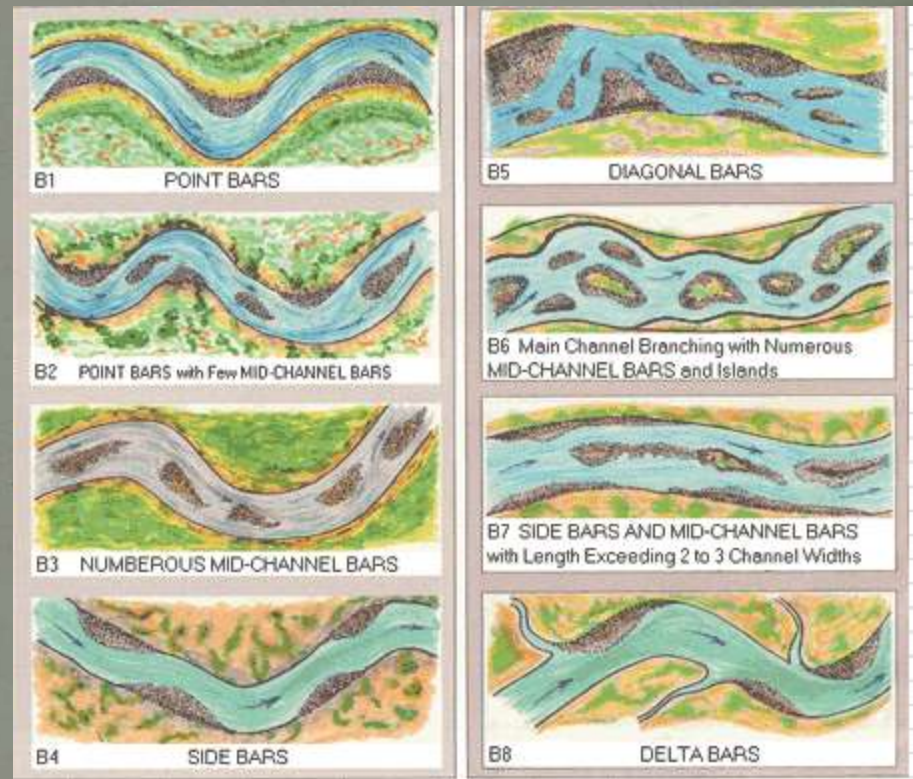 B1 POINT BARS
B2 POINT BARS with Few MID-CHANNEL BARS
B3 NUMBEROUS MID-CHANNEL BARS
B4 SIDE BARS
B5 DIAGONAL BARS
B6 Main Channel Branching with Numerous
MID-CHANNEL BARS and Islands
B7 SIDE BARS AND MID-CHANNEL BARS
with Length Exceeding 2 to 3 Channel Widths
B8 DELTA BARS